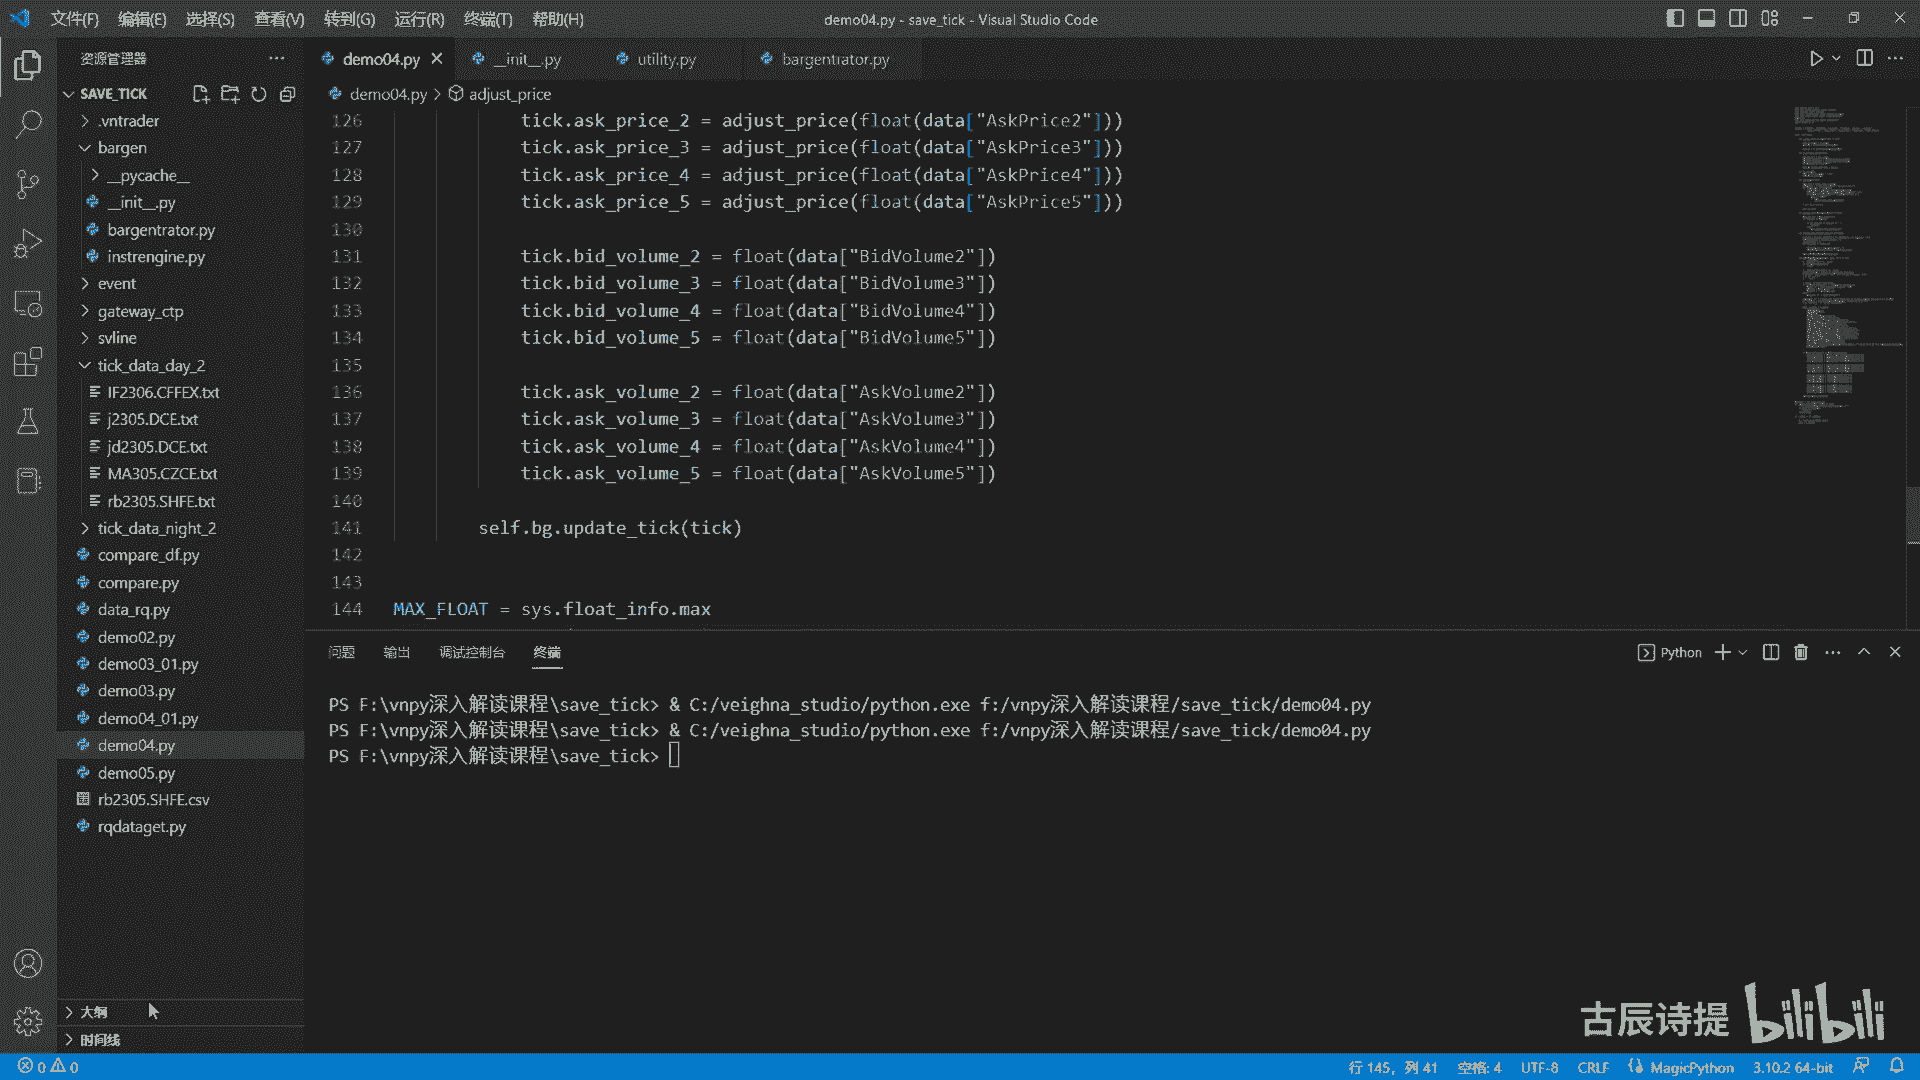 文件(F) 编辑(E) 选择(S) 查看(V) 转到(G) 运行(R) 终端(T) 帮助(H)
demo04.py - save_tick - Visual Studio Code
资源管理器
SAVE_TICK
.vntrader
bargen
__pycache__
__init__.py
bargentrator.py
instrengine.py
event
gateway_ctp
svline
tick_data_day_2
IF2306.CFFEX.txt
j2305.DCE.txt
jd2305.DCE.txt
MA305.CZCE.txt
rb2305.SHFE.txt
tick_data_night_2
compare_df.py
compare.py
data_rq.py
demo02.py
demo03_01.py
demo03.py
demo04_01.py
demo04.py
demo05.py
rb2305.SHFE.csv
rqdataget.py
大纲
时间线
demo04.py __init__.py utility.py bargentrator.py
demo04.py > adjust_price
126 tick.ask_price_2 = adjust_price(float(data["AskPrice2"]))
127 tick.ask_price_3 = adjust_price(float(data["AskPrice3"]))
128 tick.ask_price_4 = adjust_price(float(data["AskPrice4"]))
129 tick.ask_price_5 = adjust_price(float(data["AskPrice5"]))
130
131 tick.bid_volume_2 = float(data["BidVolume2"])
132 tick.bid_volume_3 = float(data["BidVolume3"])
133 tick.bid_volume_4 = float(data["BidVolume4"])
134 tick.bid_volume_5 = float(data["BidVolume5"])
135
136 tick.ask_volume_2 = float(data["AskVolume2"])
137 tick.ask_volume_3 = float(data["AskVolume3"])
138 tick.ask_volume_4 = float(data["AskVolume4"])
139 tick.ask_volume_5 = float(data["AskVolume5"])
140
141 self.bg.update_tick(tick)
142
143
144 MAX_FLOAT = sys.float_info.max
问题 输出 调试控制台 终端
Python
PS F:\vnpy深入解读课程\save_tick> & C:/veighna_studio/python.exe f:/vnpy深入解读课程/save_tick/demo04.py
PS F:\vnpy深入解读课程\save_tick> & C:/veighna_studio/python.exe f:/vnpy深入解读课程/save_tick/demo04.py
PS F:\vnpy深入解读课程\save_tick>
古辰诗提 bilibili
0 0
行 145，列 41 空格: 4 UTF-8 CRLF MagicPython 3.10.2 64-bit